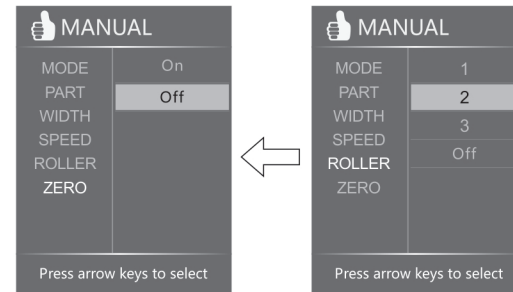 MANUAL
MODE
PART
WIDTH
SPEED
ROLLER
ZERO
On
Off
Press arrow keys to select
MANUAL
MODE
PART
WIDTH
SPEED
ROLLER
ZERO
1
2
3
Off
Press arrow keys to select